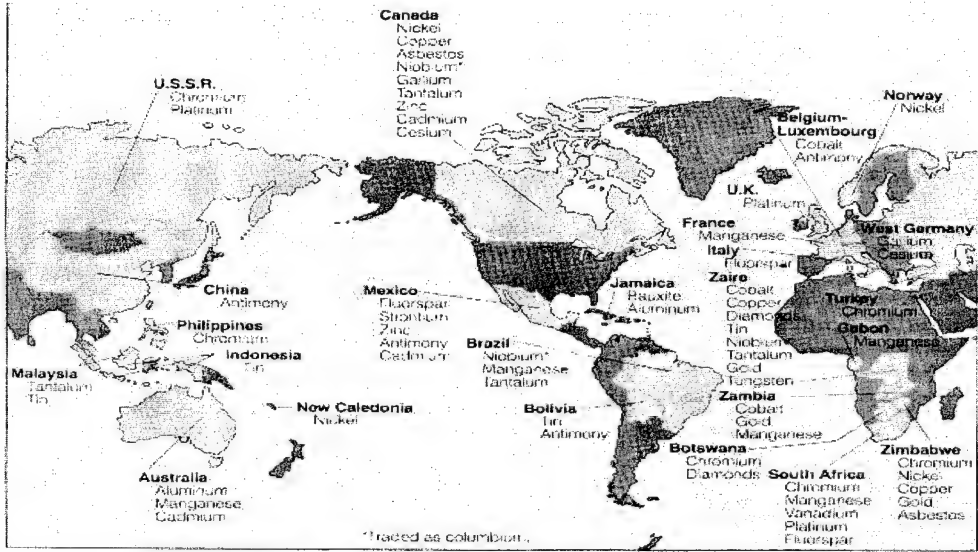 Canada
Nickel
Copper
Asbestos
Niobium*
Gallium
Tantalum
Zinc
Cadmium
Cesium
U.S.S.R.
Chromium
Platinum
Norway
Nickel
Belgium-
Luxembourg
Cobalt
Antimony
U.K.
Platinum
France
Manganese
Italy
Fluorspar
West Germany
Gallium
Cesium
China
Antimony
Philippines
Chromium
Indonesia
Tin
Malaysia
Tantalum
Tin
Mexico
Fluorspar
Strontium
Zinc
Antimony
Cadmium
Jamaica
Bauxite
Aluminum
Zaire
Cobalt
Copper
Diamonds
Tin
Niobium
Tantalum
Gold
Tungsten
Turkey
Chromium
Gabon
Manganese
Brazil
Niobium*
Manganese
Tantalum
Bolivia
Tin
Antimony
New Caledonia
Nickel
Zambia
Cobalt
Gold
Manganese
Botswana
Chromium
Diamonds
South Africa
Chromium
Manganese
Vanadium
Platinum
Fluorspar
Zimbabwe
Chromium
Nickel
Copper
Gold
Asbestos
Australia
Aluminum
Manganese
Cadmium
*Traded as columbium.